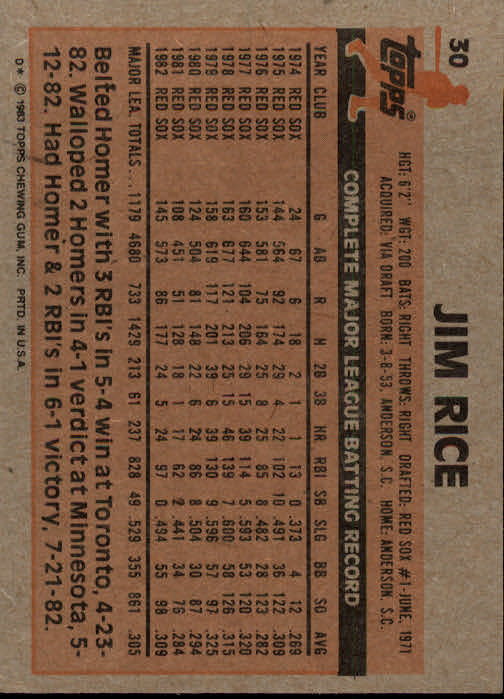 30
topps®
JIM RICE
HGT: 6'2" WGT: 200 BATS: RIGHT THROWS: RIGHT DRAFTED: RED SOX #1-JUNE, 1971
ACQUIRED: VIA DRAFT BORN: 3-8-53, ANDERSON, S.C. HOME: ANDERSON, S.C.
COMPLETE MAJOR LEAGUE BATTING RECORD
YEAR CLUB G AB R H 2B 3B HR RBI SB SLG BB SO AVG
1974 RED SOX 24 67 6 18 2 1 1 13 0 .373 4 12 .269
1975 RED SOX 144 564 92 174 29 4 22 102 10 .491 36 122 .309
1976 RED SOX 153 581 75 164 25 8 25 85 8 .482 28 123 .282
1977 RED SOX 160 644 104 206 29 15 39 114 5 .593 53 120 .320
1978 RED SOX 163 677 121 213 25 15 46 139 7 .600 58 126 .315
1979 RED SOX 158 619 117 201 39 6 39 130 9 .596 57 97 .325
1980 RED SOX 124 504 81 148 22 6 24 86 8 .504 30 87 .294
1981 RED SOX 108 451 51 128 18 1 17 62 2 .441 34 76 .284
1982 RED SOX 145 573 86 177 24 5 24 97 0 .494 55 98 .309
MAJOR LEA. TOTALS... 1179 4680 733 1429 213 61 237 828 49 .529 355 861 .305
Belted Homer with 3 RBI's in 5-4 win at Toronto, 4-23-
82. Walloped 2 Homers in 4-1 verdict at Minnesota, 5-
12-82. Had Homer & 2 RBI's in 6-1 victory, 7-21-82.
D* © 1983 TOPPS CHEWING GUM, INC. PRTD. IN U.S.A.